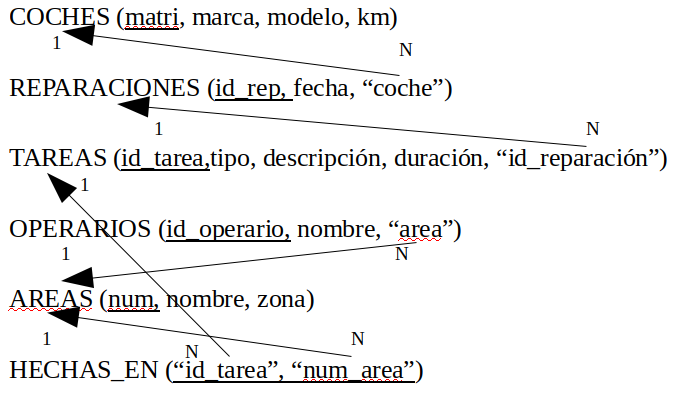 COCHES (matri, marca, modelo, km)
1
N
REPARACIONES (id_rep, fecha, “coche”)
1
N
TAREAS (id_tarea,tipo, descripción, duración, “id_reparación”)
1
OPERARIOS (id_operario, nombre, “area”)
1
N
AREAS (num, nombre, zona)
1
N
N
HECHAS_EN (“id_tarea”, “num_area”)